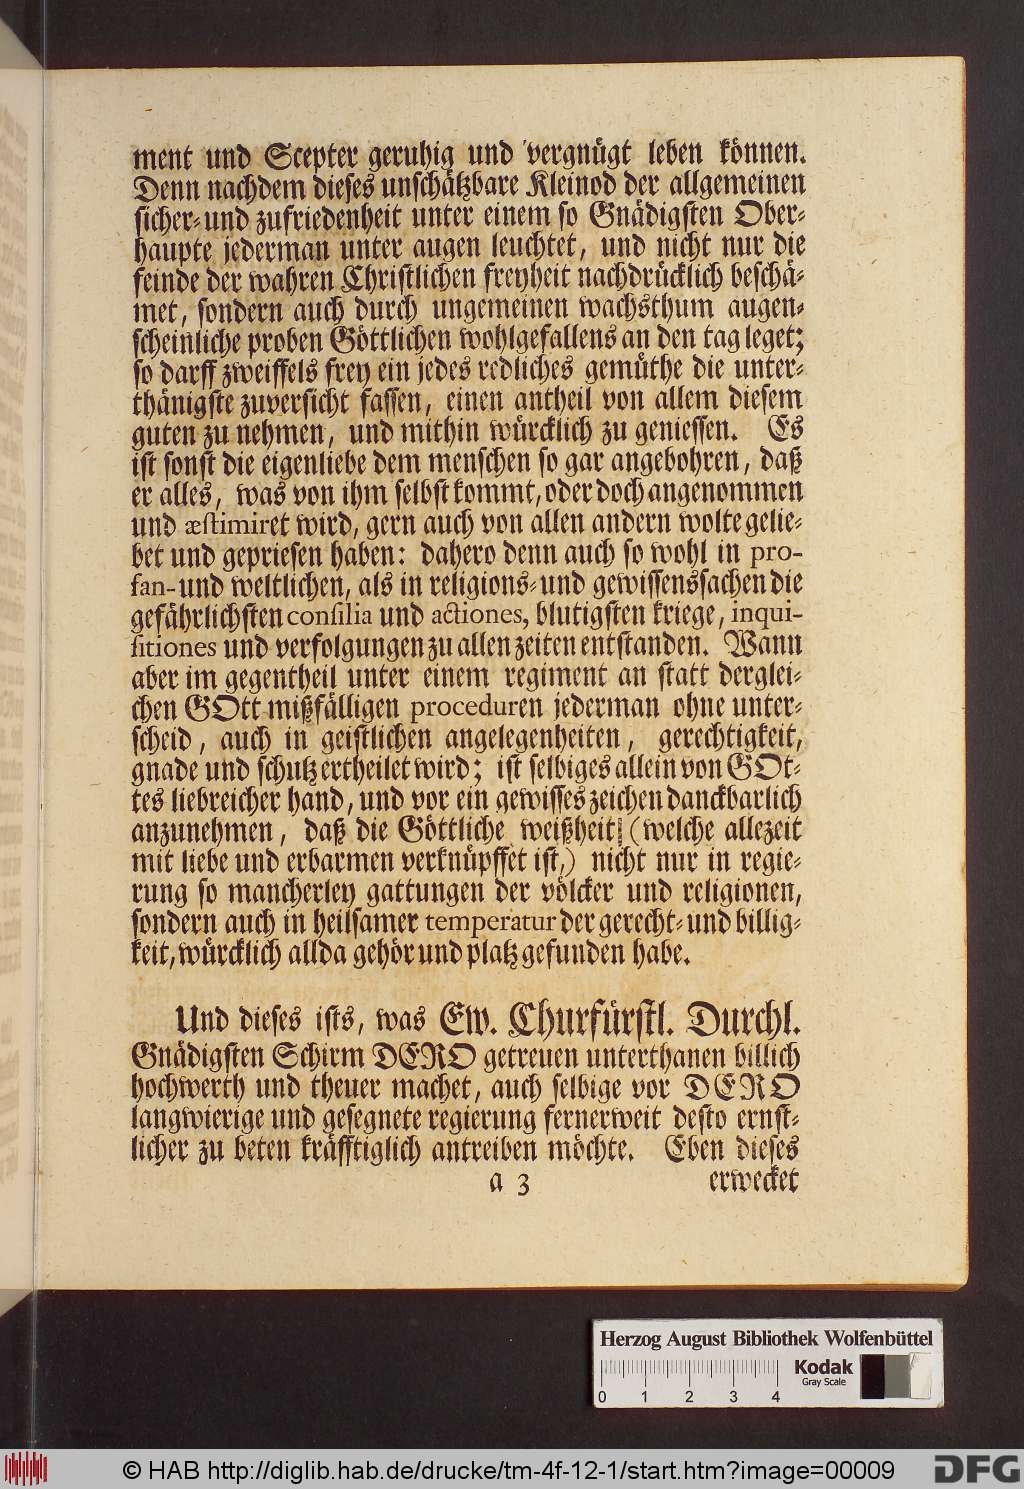 ment und Scepter geruhig und vergnügt leben können.
Denn nachdem dieses unschätzbare Kleinod der allgemeinen
sicher- und zufriedenheit unter einem so Gnädigsten Ober-
haupte jederman unter augen leuchtet, und nicht nur die
feinde der wahren Christlichen freyheit nachdrücklich beschä-
met, sondern auch durch ungemeinen wachsthum augen-
scheinliche proben Göttlichen wohlgefallens an den tag leget;
so darff zweiffels frey ein jedes redliches gemüthe die unter-
thänigste zuversicht fassen, einen antheil von allem diesem
guten zu nehmen, und mithin würcklich zu geniessen. Es
ist sonst die eigenliebe dem menschen so gar angebohren, daß
er alles, was von ihm selbst kommt, oder doch angenommen
und æstimiret wird, gern auch von allen andern wolte gelie-
bet und gepriesen haben: dahero denn auch so wohl in pro-
fan- und weltlichen, als in religions- und gewissenssachen die
gefährlichsten consilia und actiones, blutigsten kriege, inqui-
sitiones und verfolgungen zu allen zeiten entstanden. Wann
aber im gegentheil unter einem regiment an statt derglei-
chen GOtt mißfälligen proceduren jederman ohne unter-
scheid, auch in geistlichen angelegenheiten, gerechtigkeit,
gnade und schutz ertheilet wird; ist selbiges allein von GOt-
tes liebreicher hand, und vor ein gewisses zeichen danckbarlich
anzunehmen, daß die Göttliche weißheit (welche allezeit
mit liebe und erbarmen verknüpffet ist,) nicht nur in regie-
rung so mancherley gattungen der völcker und religionen,
sondern auch in heilsamer temperatur der gerecht- und billig-
keit, würcklich allda gehör und platz gefunden habe.
Und dieses ists, was Ew. Churfürstl. Durchl.
Gnädigsten Schirm DERO getreuen unterthanen billich
hochwerth und theuer machet, auch selbige vor DERO
langwierige und gesegnete regierung fernerweit desto ernst-
licher zu beten kräfftiglich antreiben möchte. Eben dieses
a 3 erwecket
Herzog August Bibliothek Wolfenbüttel
Kodak
Gray Scale
0 1 2 3 4
© HAB http://diglib.hab.de/drucke/tm-4f-12-1/start.htm?image=00009
DFG